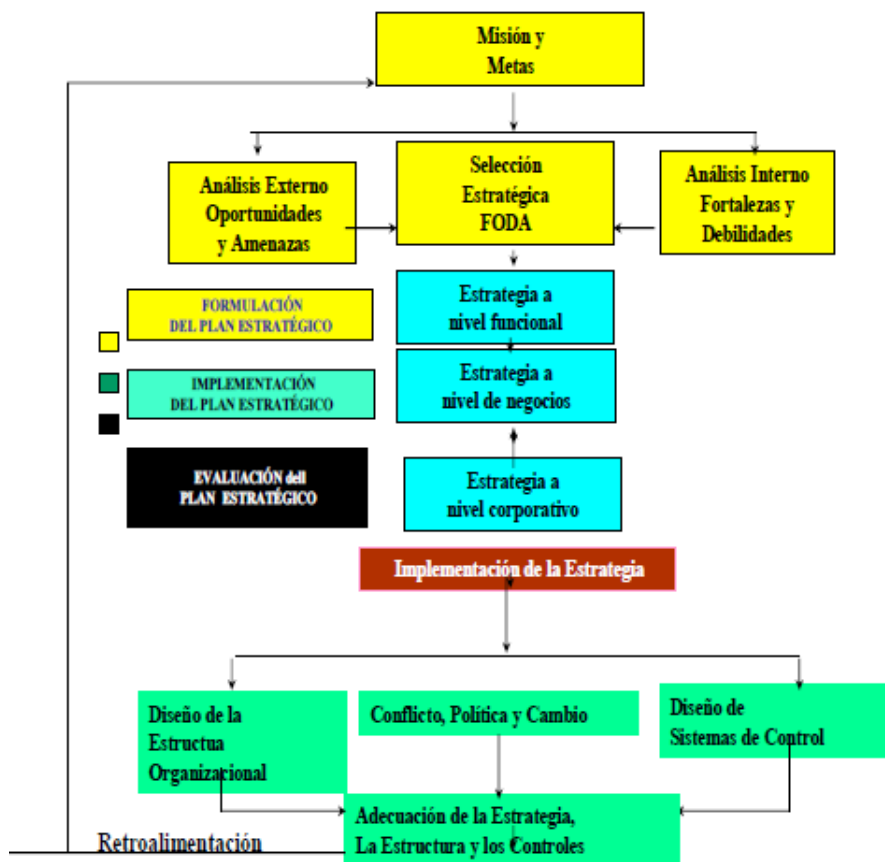 Misión y
Metas
Análisis Externo
Oportunidades
y Amenazas
Selección
Estratégica
FODA
Análisis Interno
Fortalezas y
Debilidades
FORMULACIÓN
DEL PLAN ESTRATÉGICO
Estrategia a
nivel funcional
IMPLEMENTACIÓN
DEL PLAN ESTRATÉGICO
Estrategia a
nivel de negocios
EVALUACIÓN dell
PLAN ESTRATÉGICO
Estrategia a
nivel corporativo
Implementación de la Estrategia
Diseño de la
Estructua
Organizacional
Conflicto, Política y Cambio
Diseño de
Sistemas de Control
Adecuación de la Estrategia,
La Estructura y los Controles
Retroalimentación